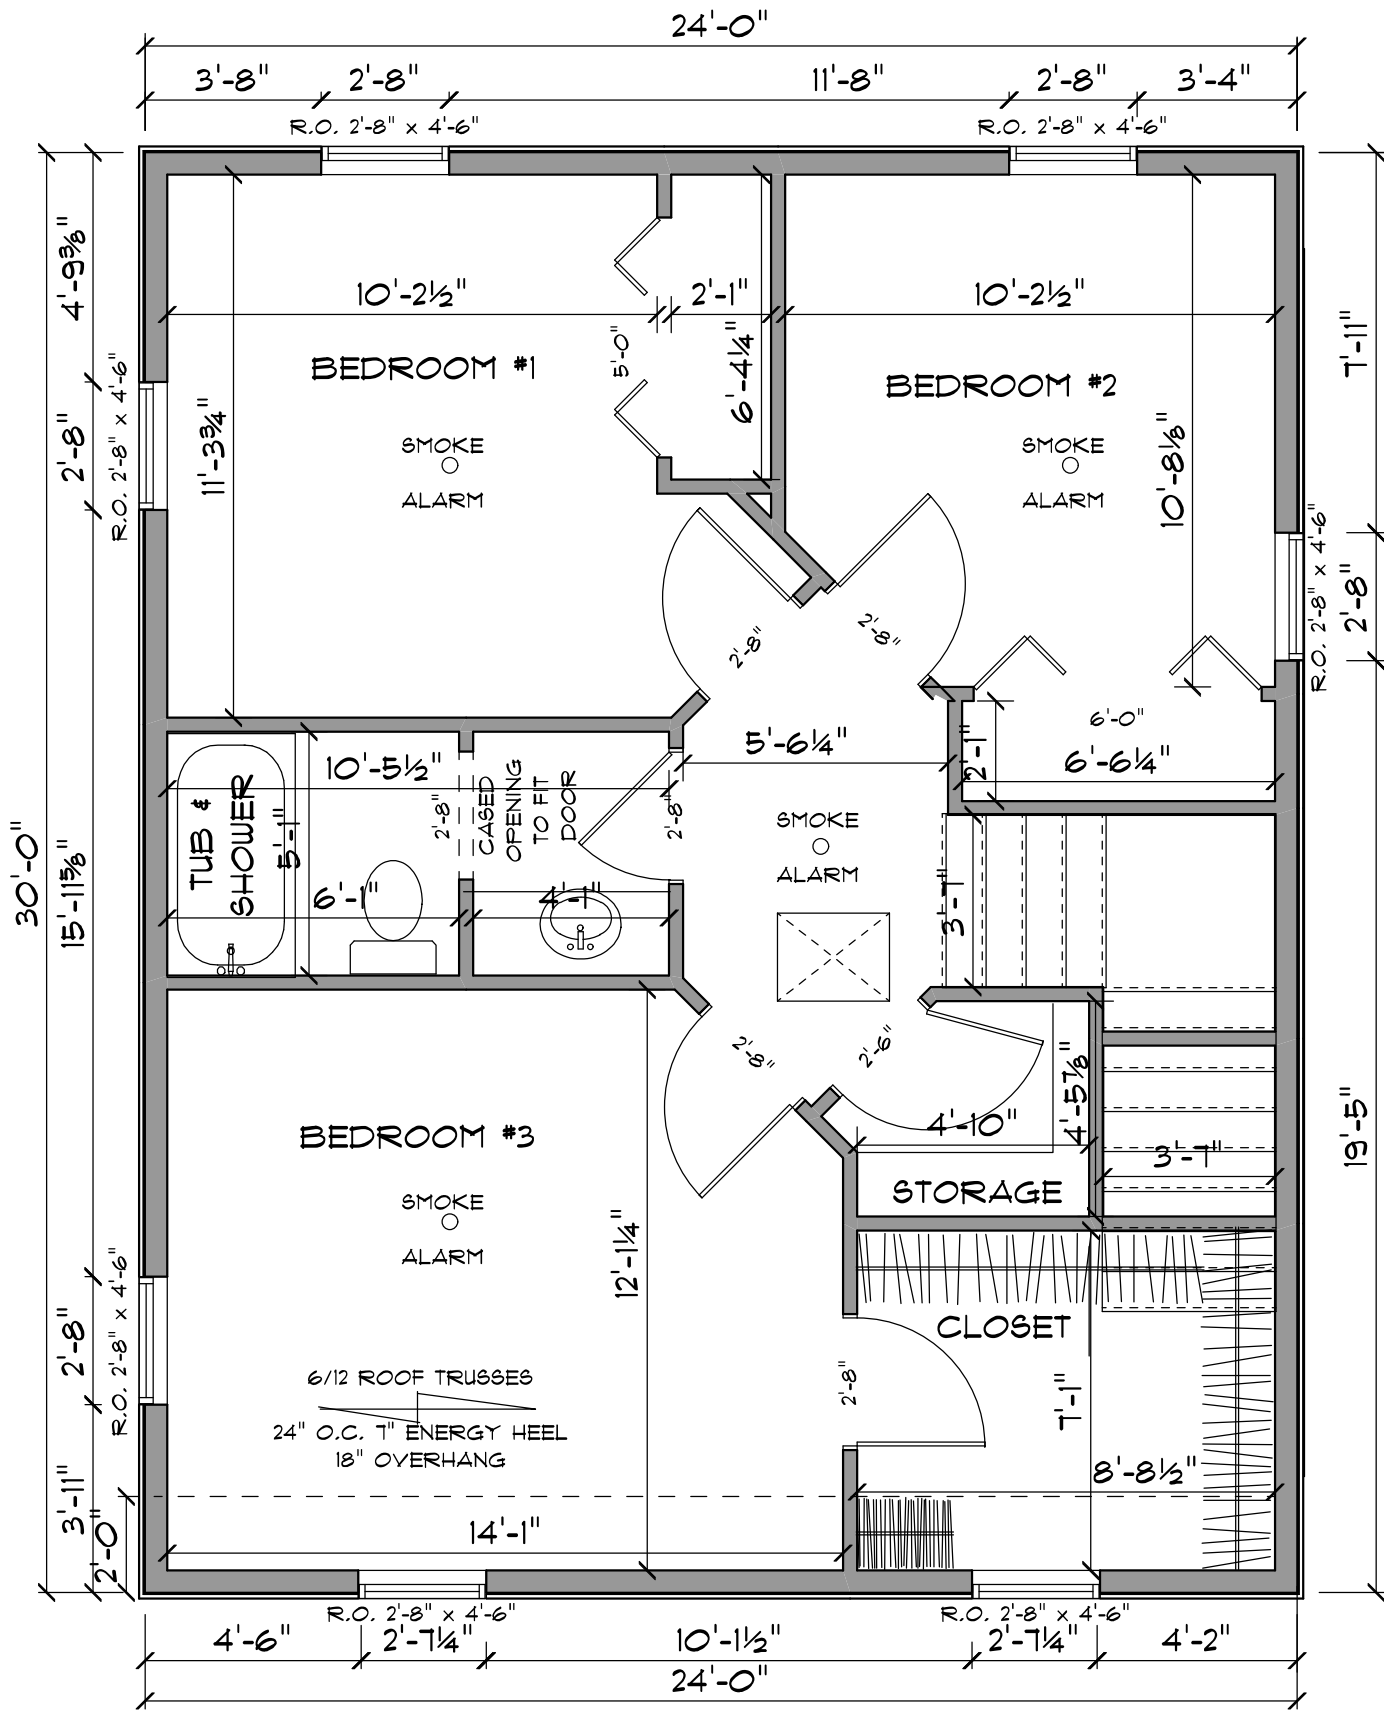 24'-0"
3'-8" 2'-8" 11'-8" 2'-8" 3'-4"
R.O. 2'-8" x 4'-6" R.O. 2'-8" x 4'-6"
4'-9⅜"
7'-11"
10'-2½" 2'-1" 10'-2½"
5'-0"
6'-4¼"
BEDROOM #1
BEDROOM #2
R.O. 2'-8" x 4'-6"
2'-8"
11'-3¾"
SMOKE
ALARM
SMOKE
ALARM
10'-8⅛"
R.O. 2'-8" x 4'-6"
2'-8"
2'-8" 2'-8"
6'-0"
5'-6¼" 2'-1" 6'-6¼"
10'-5½"
TUB &
SHOWER
5'-1"
2'-8"
CASED
OPENING
TO FIT
DOOR
2'-8"
SMOKE
ALARM
30'-0"
15'-11⅝"
6'-1" 4'-1"
3'-7"
2'-8" 2'-6"
4'-5⅞"
4'-10"
BEDROOM #3
3'-7"
19'-5"
STORAGE
SMOKE
ALARM
12'-1¼"
R.O. 2'-8" x 4'-6"
2'-8"
CLOSET
6/12 ROOF TRUSSES
24" O.C. 7" ENERGY HEEL
18" OVERHANG
2'-8"
7'-1"
8'-8½"
3'-11"
2'-0"
14'-1"
R.O. 2'-8" x 4'-6" R.O. 2'-8" x 4'-6"
4'-6" 2'-7¼" 10'-1½" 2'-7¼" 4'-2"
24'-0"